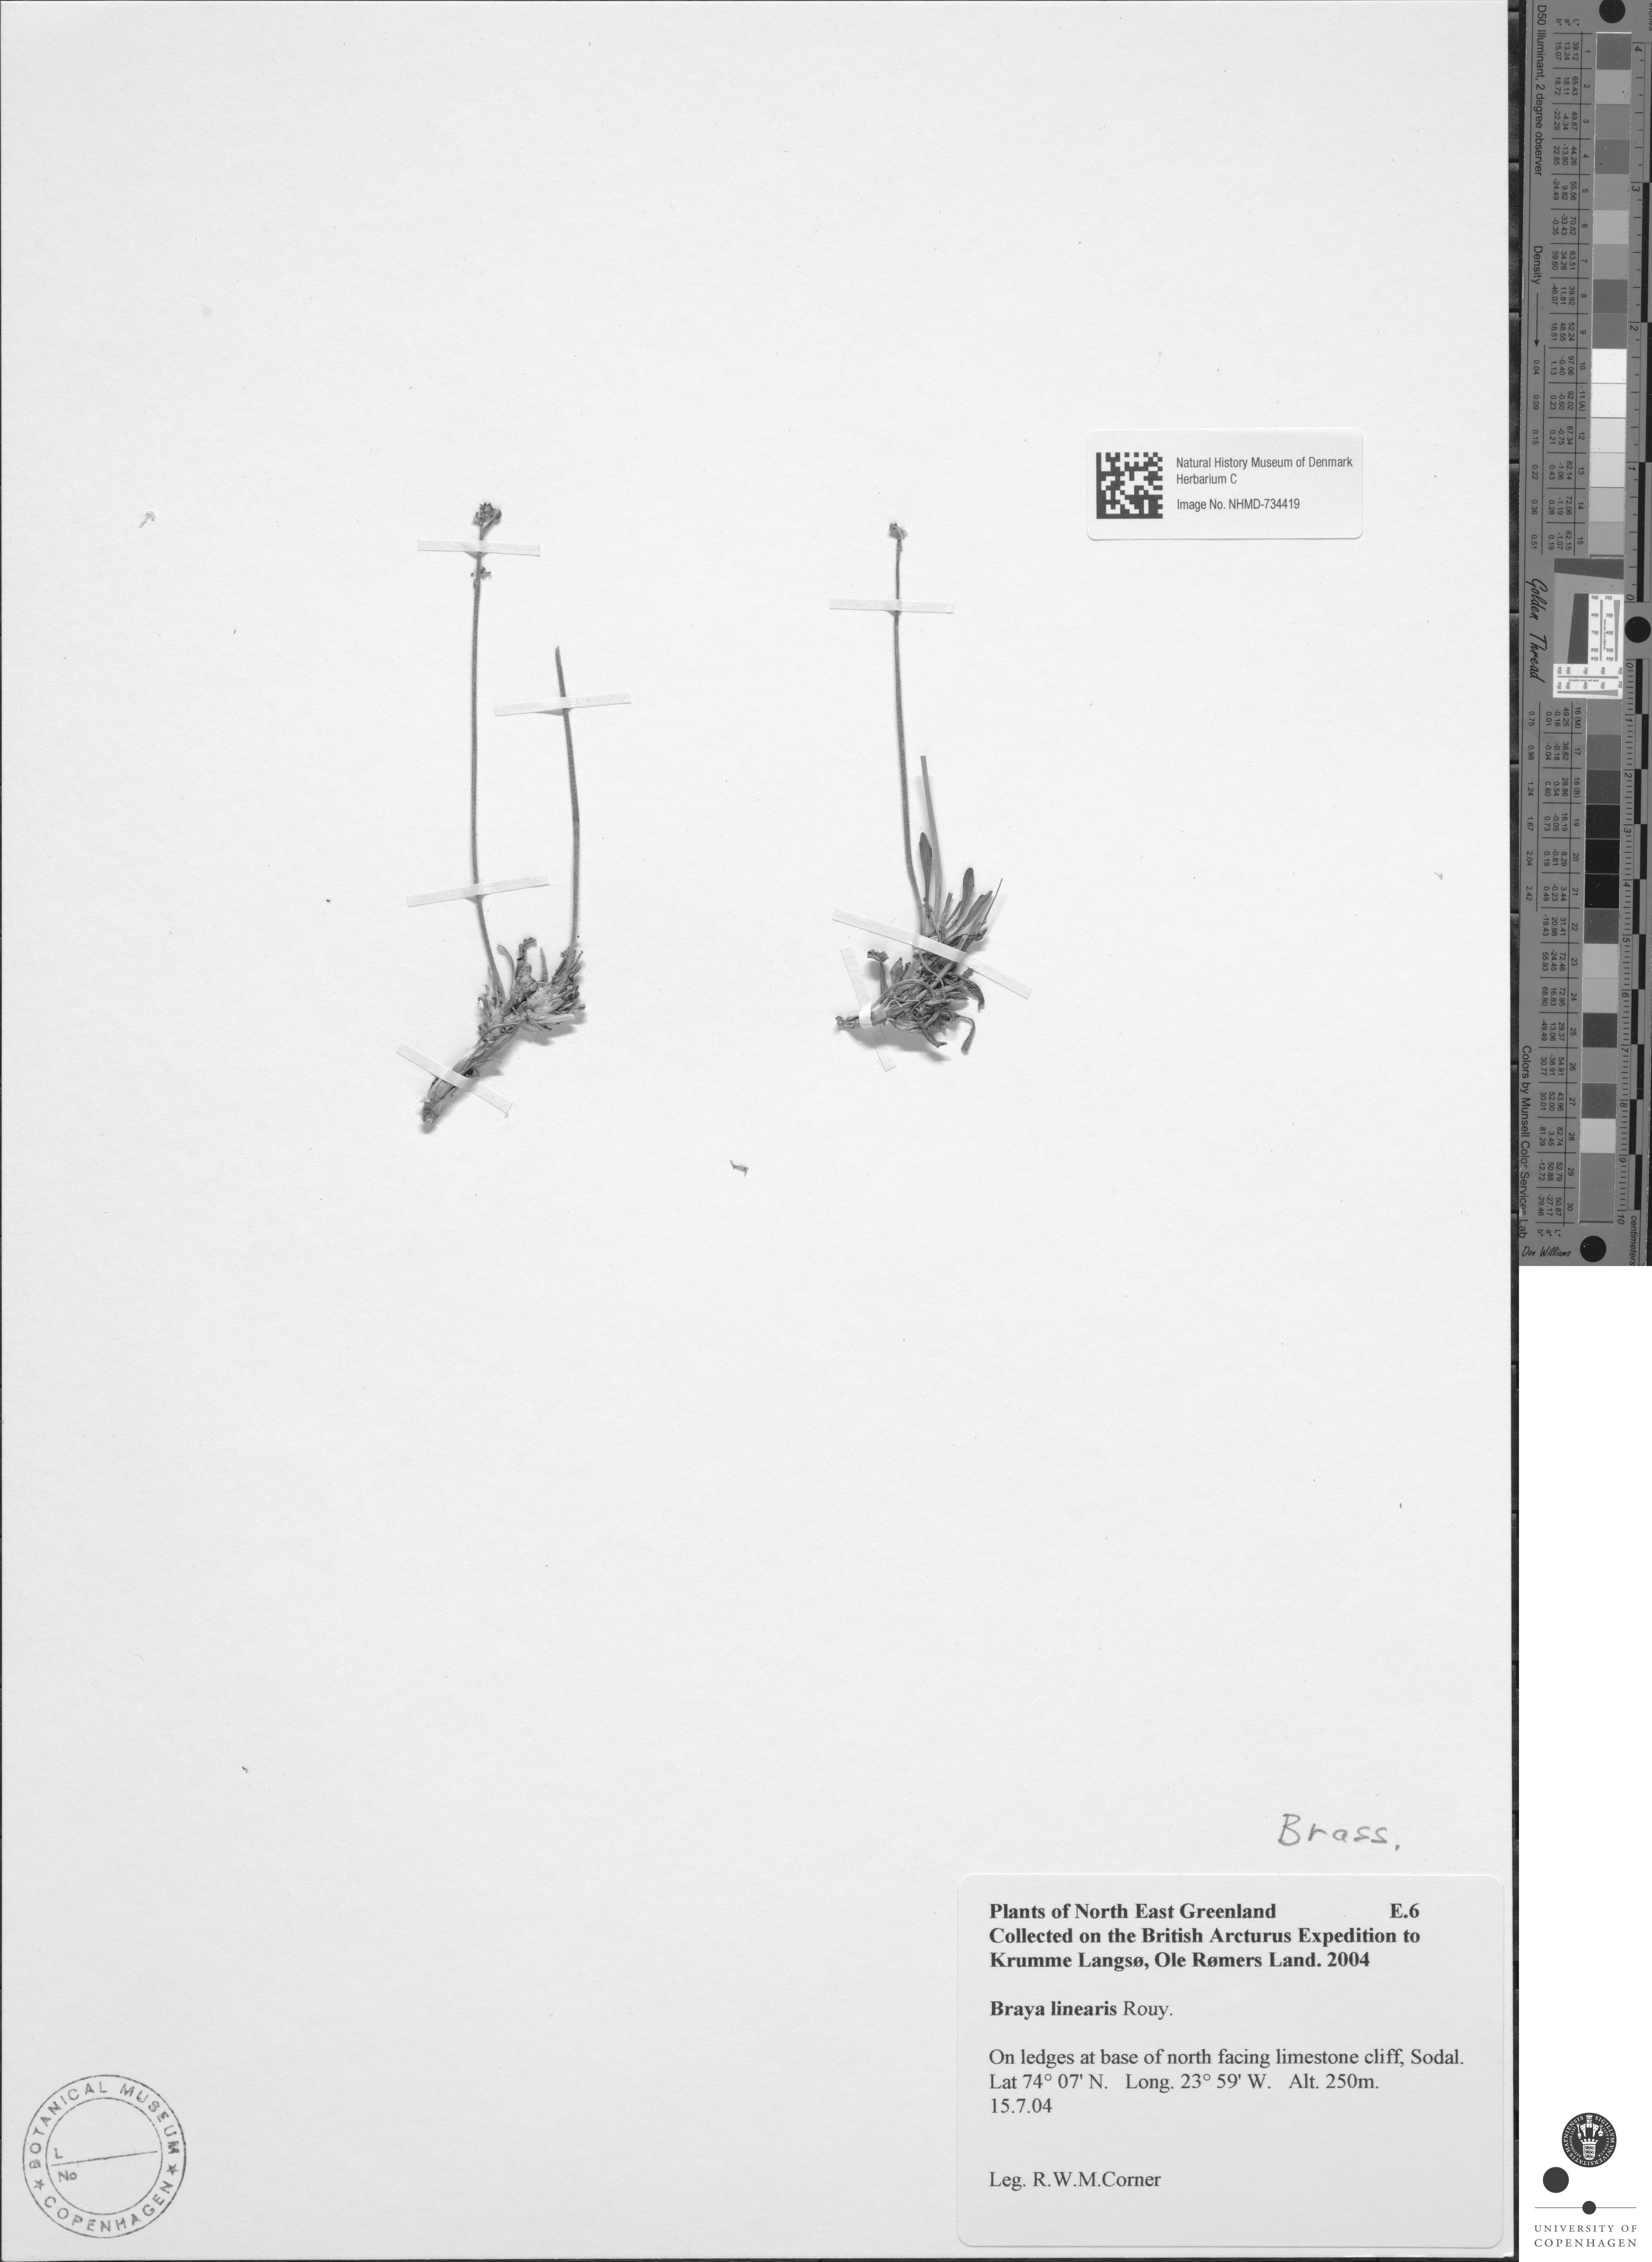 Natural History Museum of Denmark
Herbarium C
Image No. NHMD-734419
Brass.
Plants of North East Greenland E.6
Collected on the British Arcturus Expedition to
Krumme Langsø, Ole Rømers Land. 2004
Braya linearis Rouy.
On ledges at base of north facing limestone cliff, Sodal.
Lat 74° 07' N. Long. 23° 59' W. Alt. 250m.
15.7.04
Leg. R.W.M.Corner
BOTANICAL MUSEUM
L
No
COPENHAGEN
D50 Illuminant, 2 degree observer
Density
Golden Thread
Colors by Munsell Color Services Lab
Don Williams
centimeters
UNIVERSITY OF
COPENHAGEN